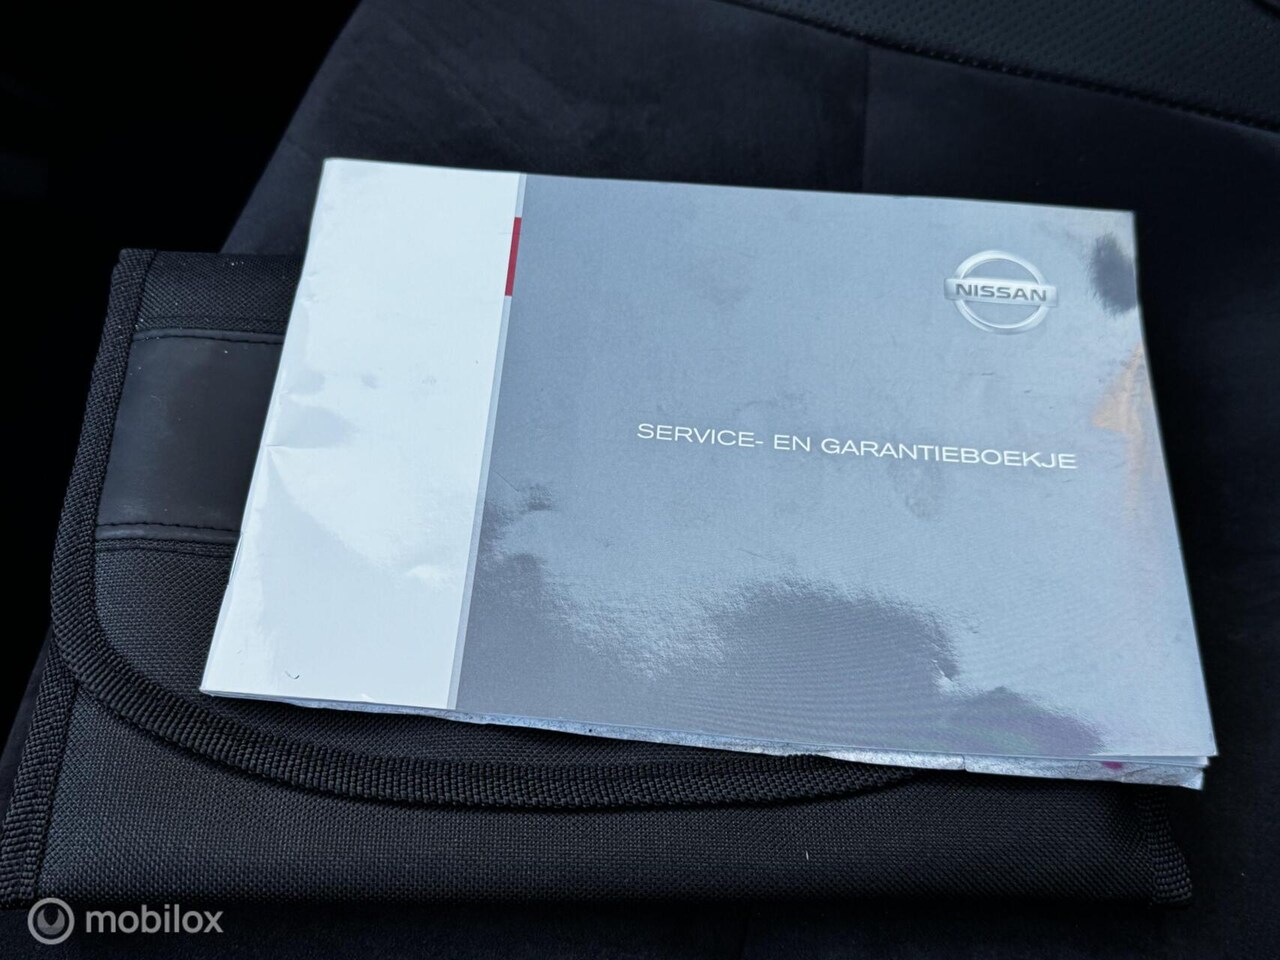 NISSAN
SERVICE- EN GARANTIEBOEKJE
mobilox